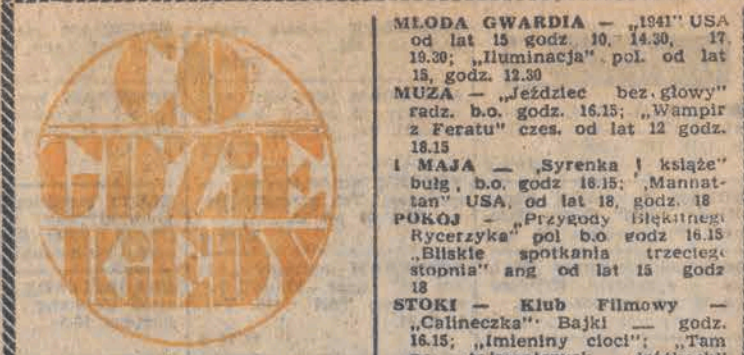 CO
GDZIE
KIEDY
MŁODA GWARDIA — „1941" USA
od lat 15 godz. 10, 14.30, 17,
19.30; „Iluminacja" pol. od lat
15, godz. 12.30
MUZA — „Jeździec bez głowy"
radz. b.o. godz. 16.15; „Wampir
z Feratu" czes. od lat 12 godz.
18.15
1 MAJA — „Syrenka i książe"
bułg, b.o. godz 16.15; „Mannat-
tan" USA, od lat 18, godz. 18
POKÓJ — „Przygody Błękitnego
Rycerzyka" pol b.o godz 16.15
„Bliskie spotkania trzeciego
stopnia" ang od lat 15 godz
18
STOKI — Klub Filmowy —
„Calineczka" Bajki — godz.
16.15; „Imieniny cioci"; „Tam